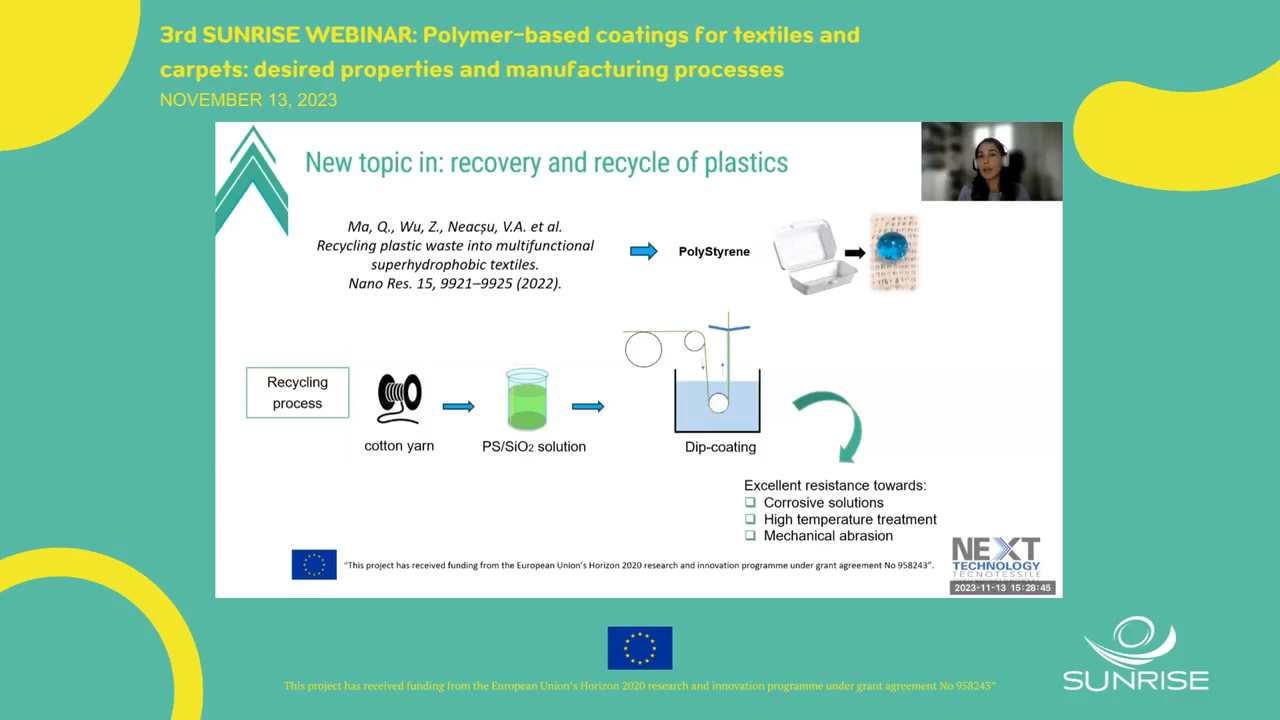 3rd SUNRISE WEBINAR: Polymer-based coatings for textiles and
carpets: desired properties and manufacturing processes
NOVEMBER 13, 2023
New topic in: recovery and recycle of plastics
Ma, Q., Wu, Z., Neacșu, V.A. et al.
Recycling plastic waste into multifunctional
superhydrophobic textiles.
Nano Res. 15, 9921–9925 (2022).
PolyStyrene
Recycling
process
cotton yarn
PS/SiO₂ solution
Dip-coating
Excellent resistance towards:
❑ Corrosive solutions
❑ High temperature treatment
❑ Mechanical abrasion
"This project has received funding from the European Union's Horizon 2020 research and innovation programme under grant agreement No 958243".
NEXT
TECHNOLOGY
TECNOTESSILE
2023-11-13 15:28:45
This project has received funding from the European Union's Horizon 2020 research and innovation programme under grant agreement No 958243"
SUNRISE